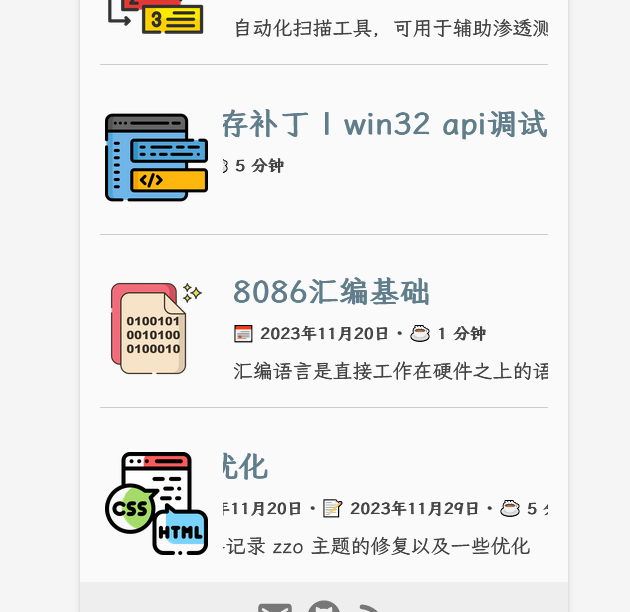 3
自动化扫描工具，可用于辅助渗透测
存补丁 | win32 api调试
5 分钟
</>
8086汇编基础
2023年11月20日 · 1 分钟
0100101
0010100
0100010
汇编语言是直接工作在硬件之上的语
优化
年11月20日 · 2023年11月29日 · 5
CSS
HTML
记录 zzo 主题的修复以及一些优化